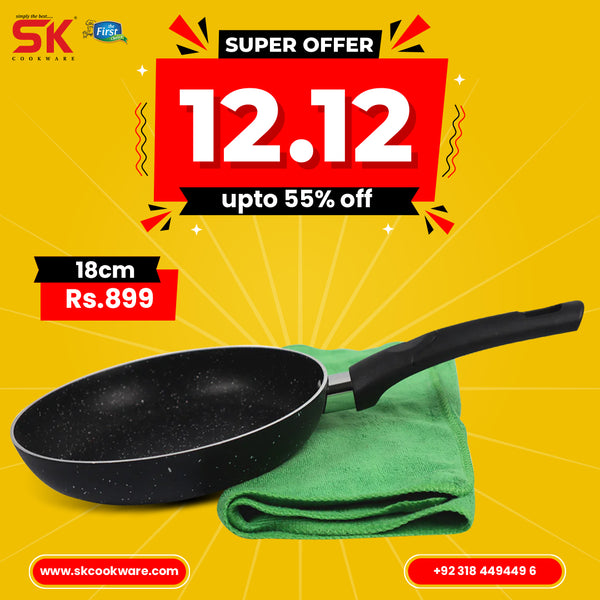 simply the best.....
SK®
COOKWARE
the
First
SUPER OFFER
12.12
upto 55% off
18cm
Rs.899
www.skcookware.com
+92 318 449449 6